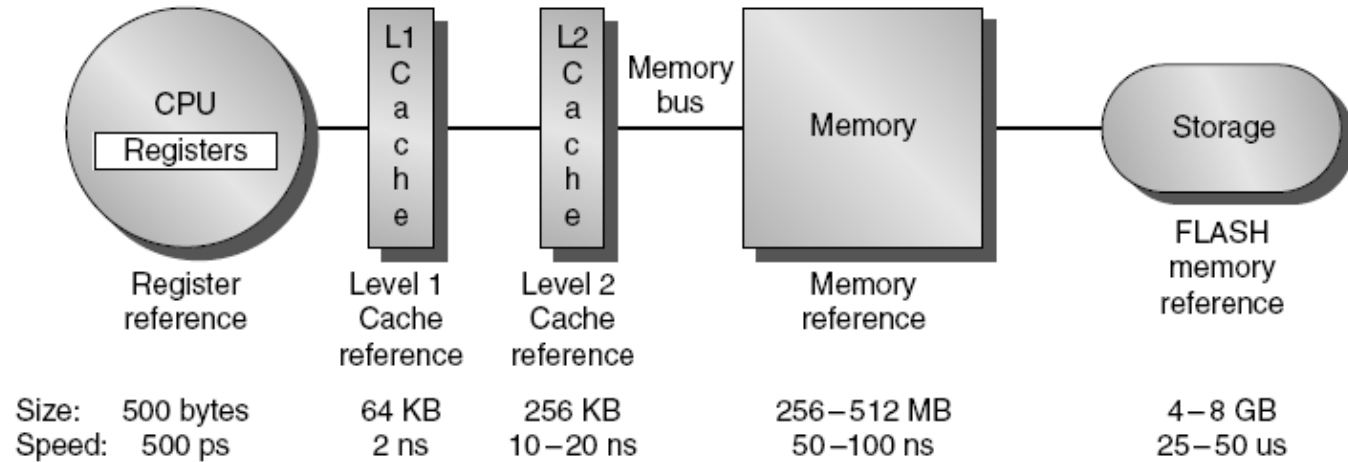 CPU
Registers
L1
C
a
c
h
e
L2
C
a
c
h
e
Memory
bus
Memory
Storage
Register
reference
Level 1
Cache
reference
Level 2
Cache
reference
Memory
reference
FLASH
memory
reference
Size: 500 bytes 64 KB 256 KB 256–512 MB 4–8 GB
Speed: 500 ps 2 ns 10–20 ns 50–100 ns 25–50 us